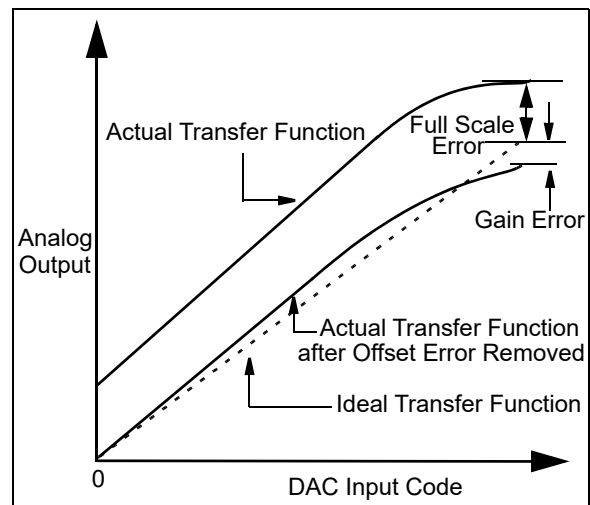 Actual Transfer Function
Full Scale
Error
Gain Error
Analog
Output
Actual Transfer Function
after Offset Error Removed
Ideal Transfer Function
0
DAC Input Code